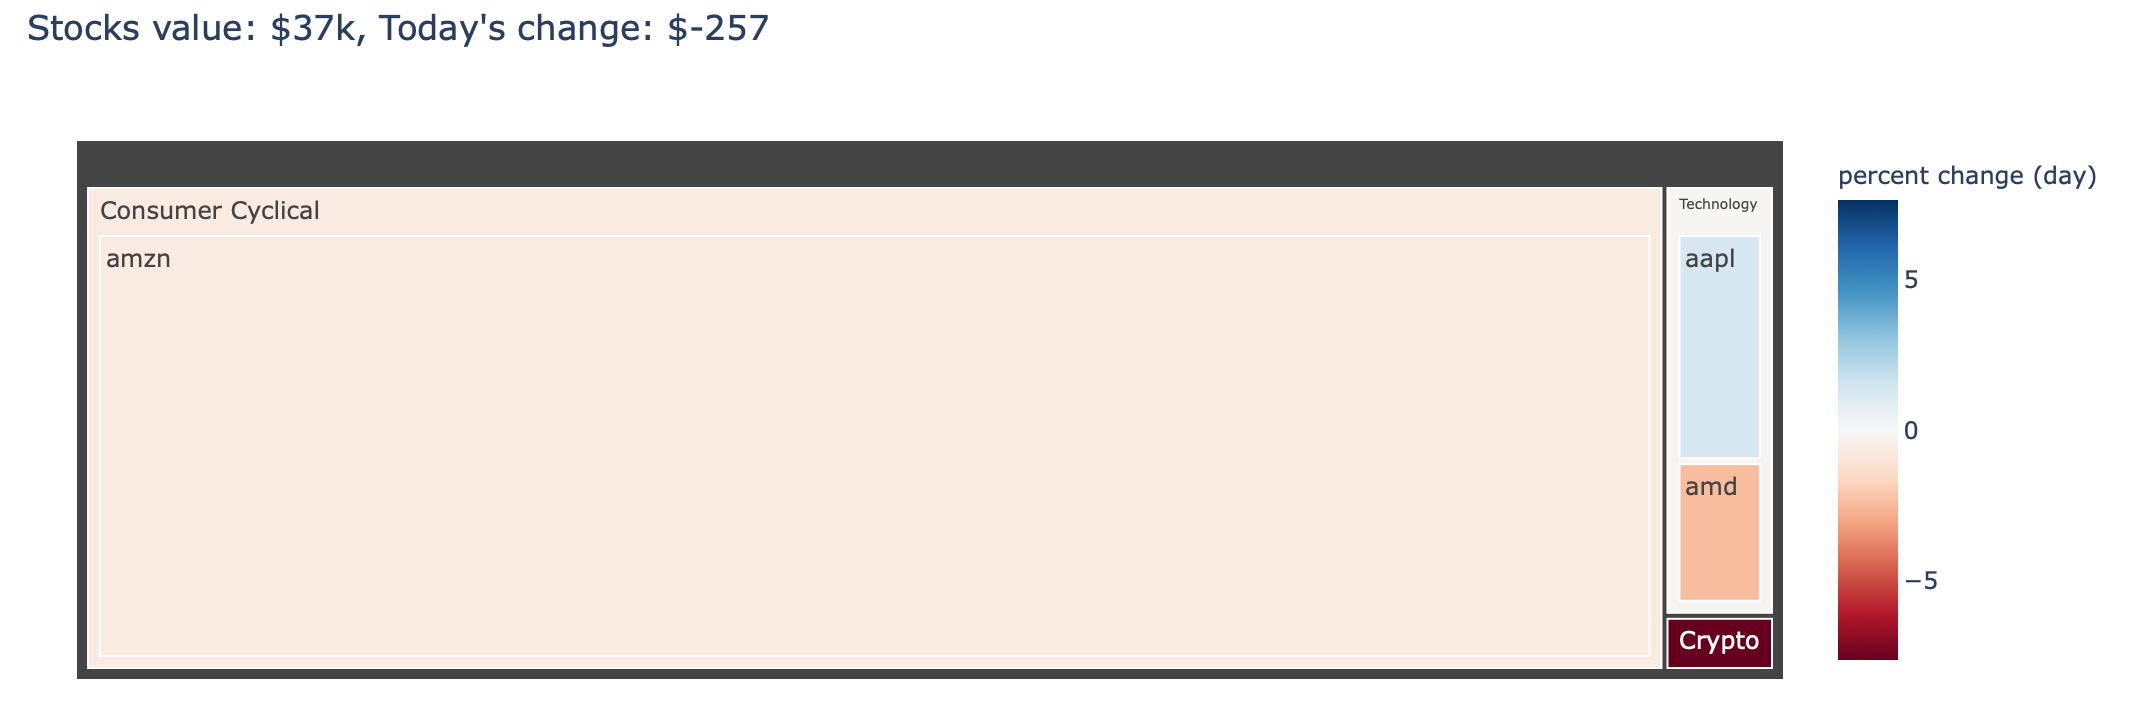 Stocks value: $37k, Today's change: $-257
percent change (day)
Consumer Cyclical
Technology
amzn
aapl
5
0
amd
−5
Crypto